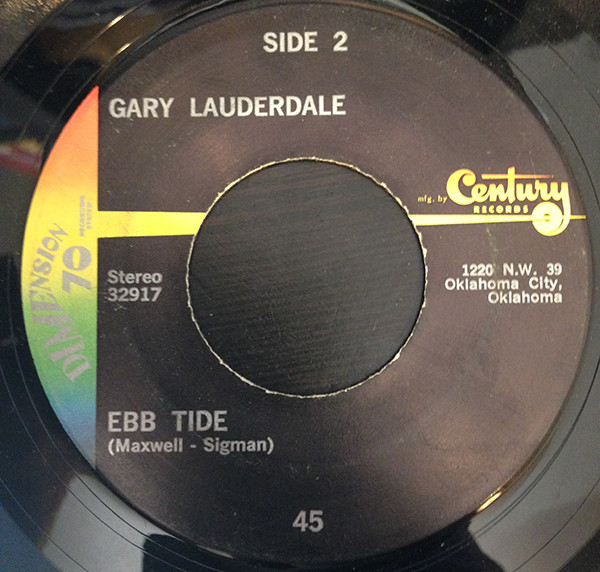 SIDE 2
GARY LAUDERDALE
mfg. by Century
RECORDS
DIMENSION
70
Stereo
32917
1220 N.W. 39
Oklahoma City,
Oklahoma
EBB TIDE
(Maxwell - Sigman)
45